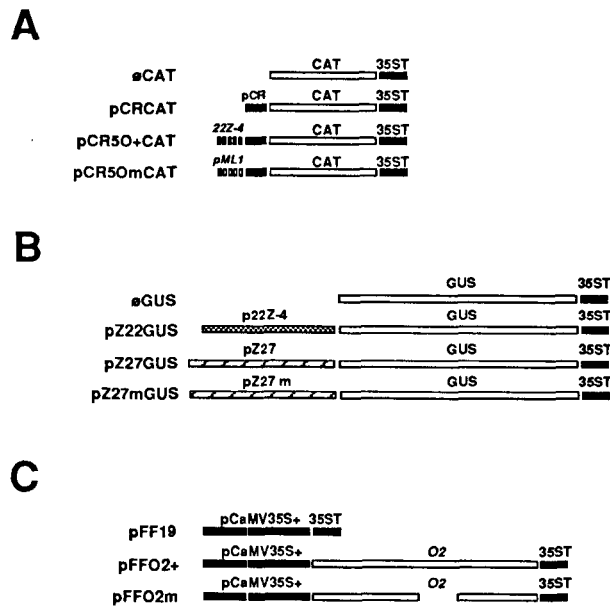 A
CAT 35ST
øCAT
pCR CAT 35ST
pCRCAT
22Z-4 CAT 35ST
pCR5O+CAT
pML1 CAT 35ST
pCR5OmCAT
B
GUS 35ST
øGUS
p22Z-4 GUS 35ST
pZ22GUS
pZ27 GUS 35ST
pZ27GUS
pZ27 m GUS 35ST
pZ27mGUS
C
pCaMV35S+ 35ST
pFF19
pCaMV35S+ O2 35ST
pFFO2+
pCaMV35S+ O2 35ST
pFFO2m